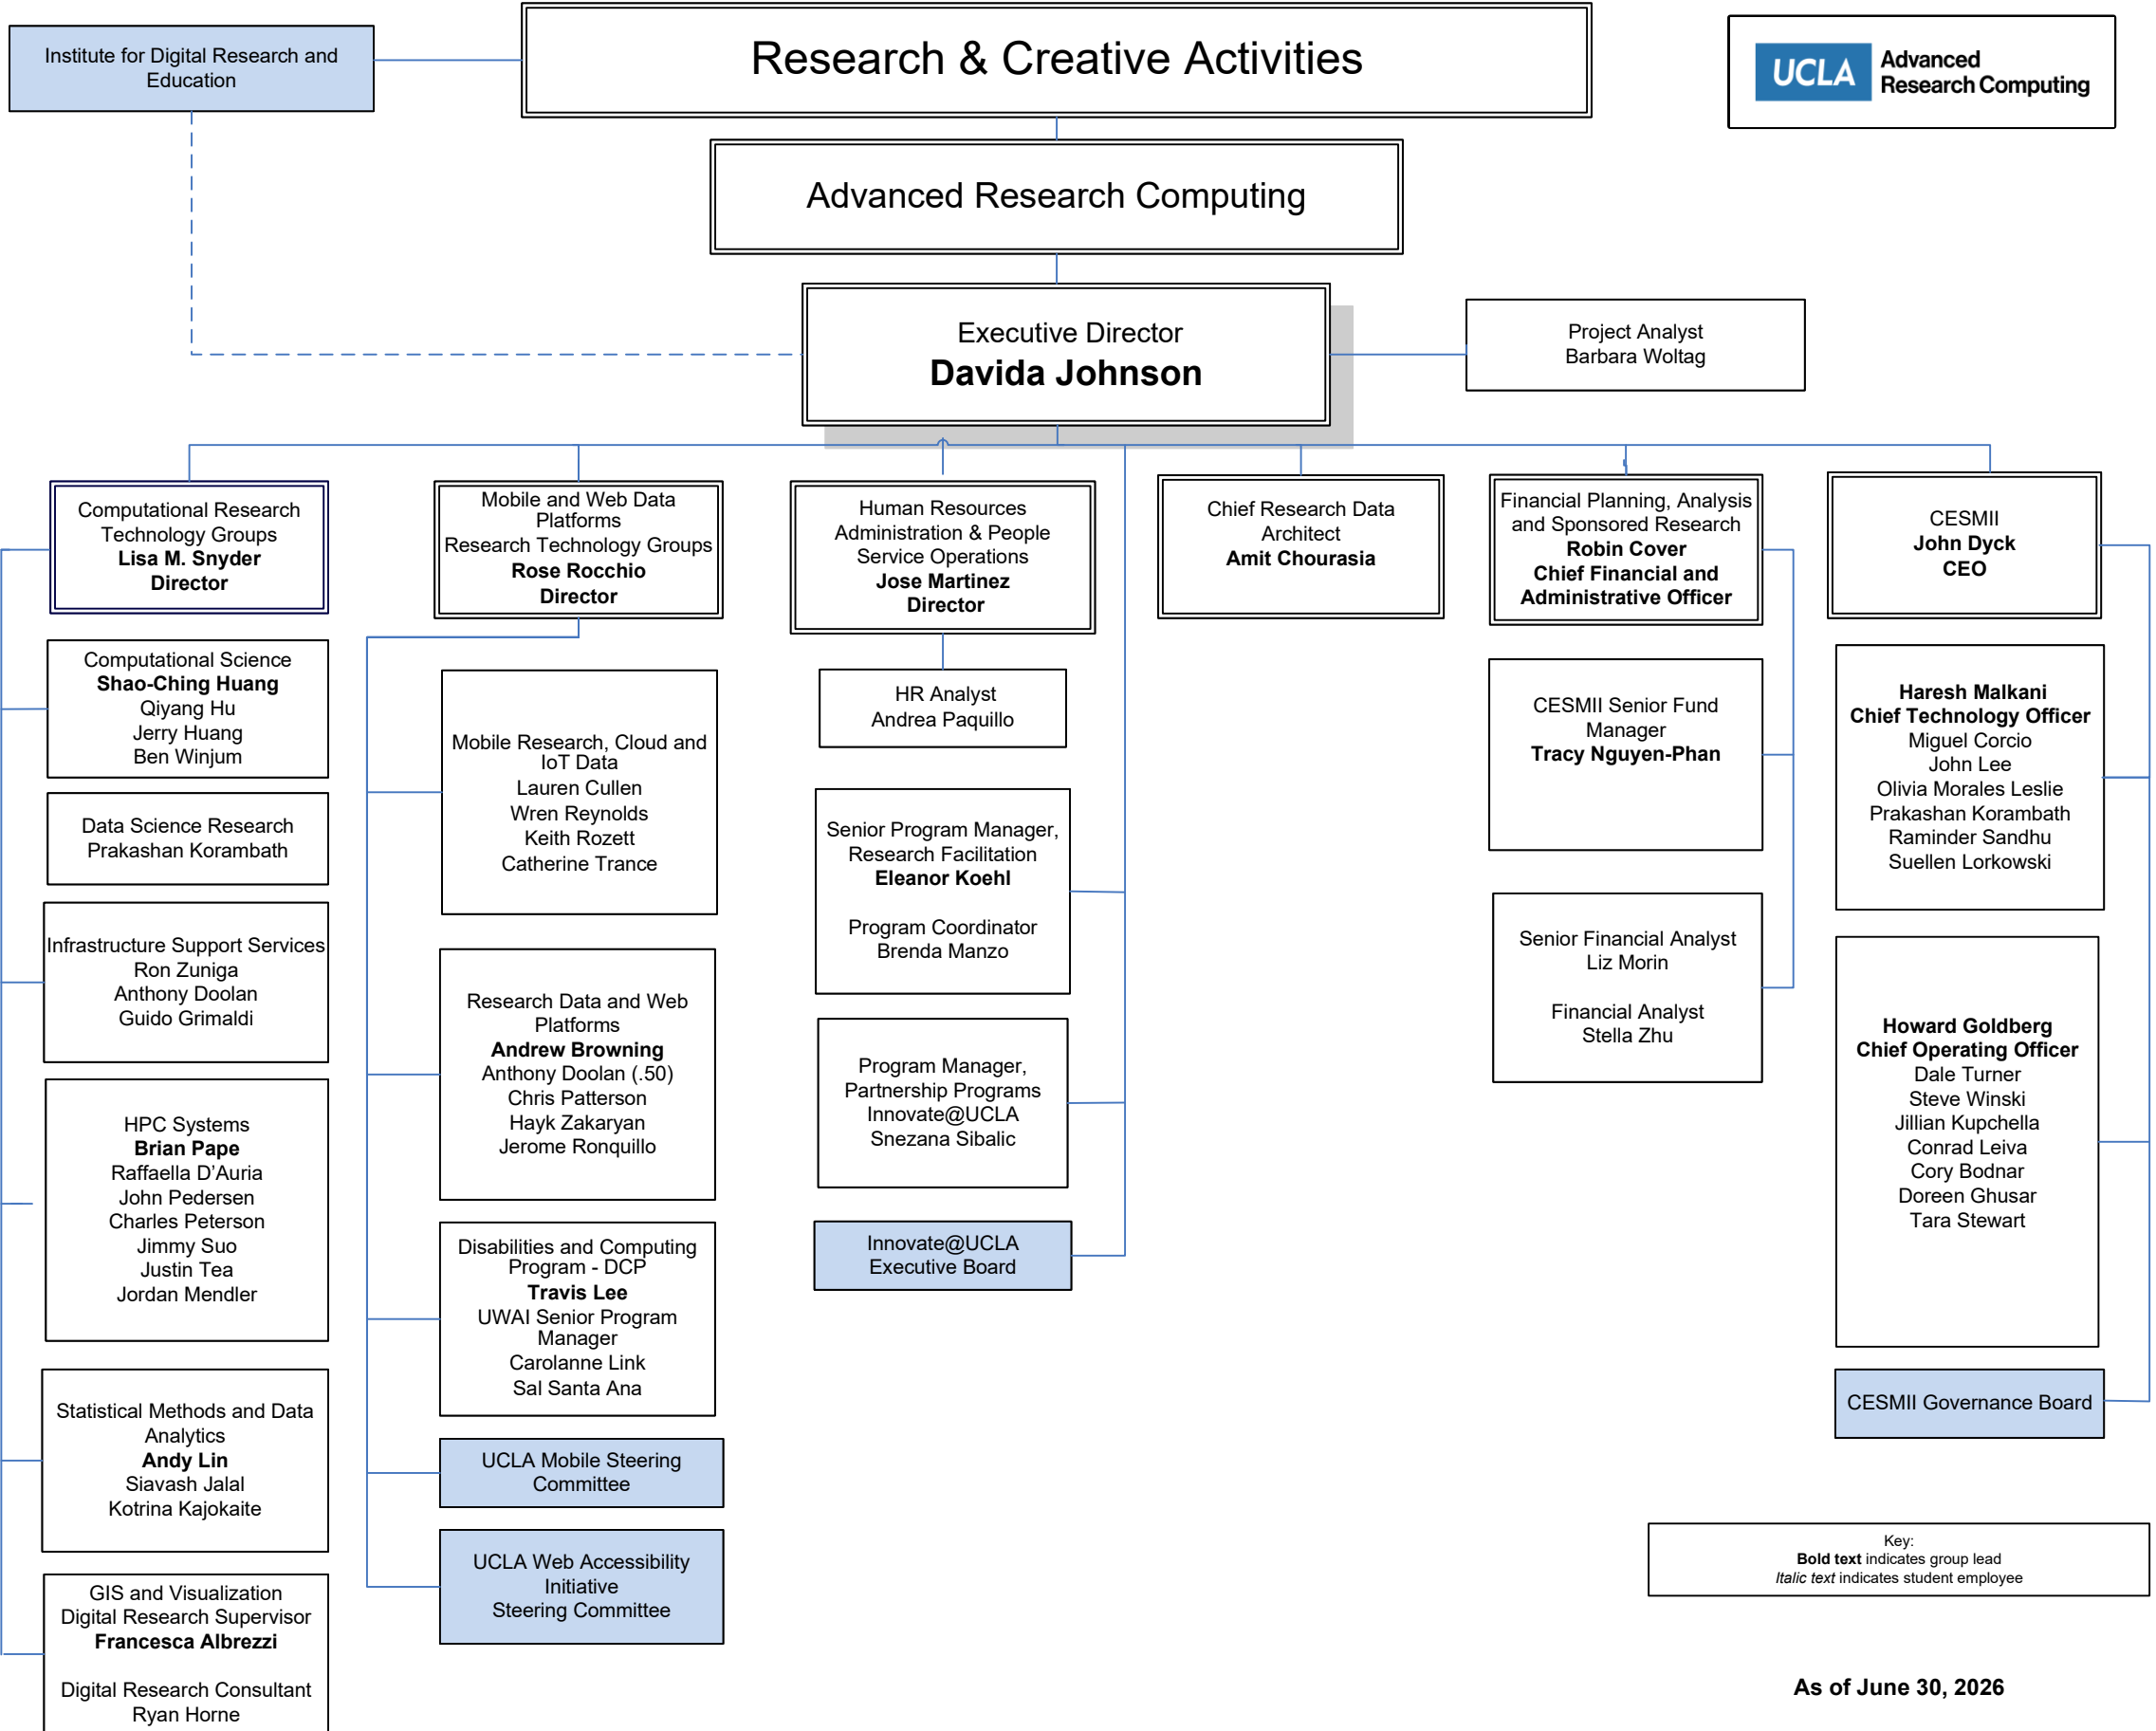 Institute for Digital Research and
Education
Research & Creative Activities
UCLA Advanced
Research Computing
Advanced Research Computing
Executive Director
Davida Johnson
Project Analyst
Barbara Woltag
Computational Research
Technology Groups
Lisa M. Snyder
Director
Computational Science
Shao-Ching Huang
Qiyang Hu
Jerry Huang
Ben Winjum
Data Science Research
Prakashan Korambath
Infrastructure Support Services
Ron Zuniga
Anthony Doolan
Guido Grimaldi
HPC Systems
Brian Pape
Raffaella D’Auria
John Pedersen
Charles Peterson
Jimmy Suo
Justin Tea
Jordan Mendler
Statistical Methods and Data
Analytics
Andy Lin
Siavash Jalal
Kotrina Kajokaite
GIS and Visualization
Digital Research Supervisor
Francesca Albrezzi
Digital Research Consultant
Ryan Horne
Mobile and Web Data
Platforms
Research Technology Groups
Rose Rocchio
Director
Mobile Research, Cloud and
IoT Data
Lauren Cullen
Wren Reynolds
Keith Rozett
Catherine Trance
Research Data and Web
Platforms
Andrew Browning
Anthony Doolan (.50)
Chris Patterson
Hayk Zakaryan
Jerome Ronquillo
Disabilities and Computing
Program - DCP
Travis Lee
UWAI Senior Program
Manager
Carolanne Link
Sal Santa Ana
UCLA Mobile Steering
Committee
UCLA Web Accessibility
Initiative
Steering Committee
Human Resources
Administration & People
Service Operations
Jose Martinez
Director
HR Analyst
Andrea Paquillo
Senior Program Manager,
Research Facilitation
Eleanor Koehl
Program Coordinator
Brenda Manzo
Program Manager,
Partnership Programs
Innovate@UCLA
Snezana Sibalic
Innovate@UCLA
Executive Board
Chief Research Data
Architect
Amit Chourasia
Financial Planning, Analysis
and Sponsored Research
Robin Cover
Chief Financial and
Administrative Officer
CESMII Senior Fund
Manager
Tracy Nguyen-Phan
Senior Financial Analyst
Liz Morin
Financial Analyst
Stella Zhu
CESMII
John Dyck
CEO
Haresh Malkani
Chief Technology Officer
Miguel Corcio
John Lee
Olivia Morales Leslie
Prakashan Korambath
Raminder Sandhu
Suellen Lorkowski
Howard Goldberg
Chief Operating Officer
Dale Turner
Steve Winski
Jillian Kupchella
Conrad Leiva
Cory Bodnar
Doreen Ghusar
Tara Stewart
CESMII Governance Board
Key:
Bold text indicates group lead
Italic text indicates student employee
As of June 30, 2026